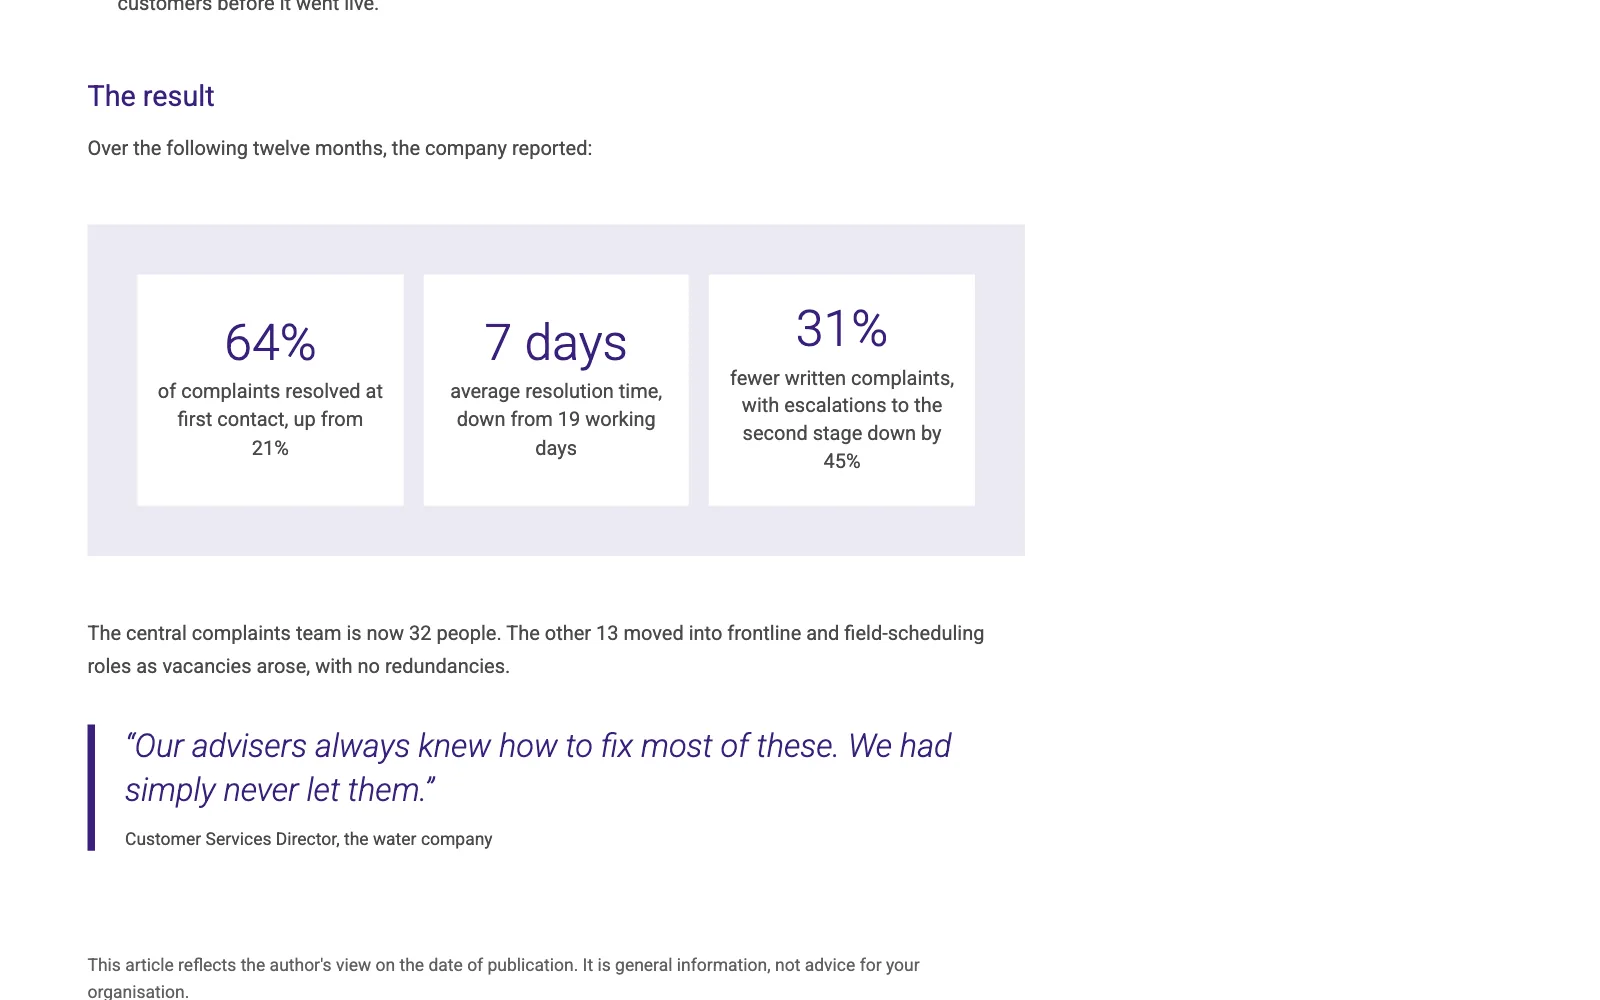 customers before it went live.
The result
Over the following twelve months, the company reported:
64%
of complaints resolved at
first contact, up from
21%
7 days
average resolution time,
down from 19 working
days
31%
fewer written complaints,
with escalations to the
second stage down by
45%
The central complaints team is now 32 people. The other 13 moved into frontline and field-scheduling
roles as vacancies arose, with no redundancies.
“Our advisers always knew how to fix most of these. We had
simply never let them.”
Customer Services Director, the water company
This article reflects the author's view on the date of publication. It is general information, not advice for your
organisation.